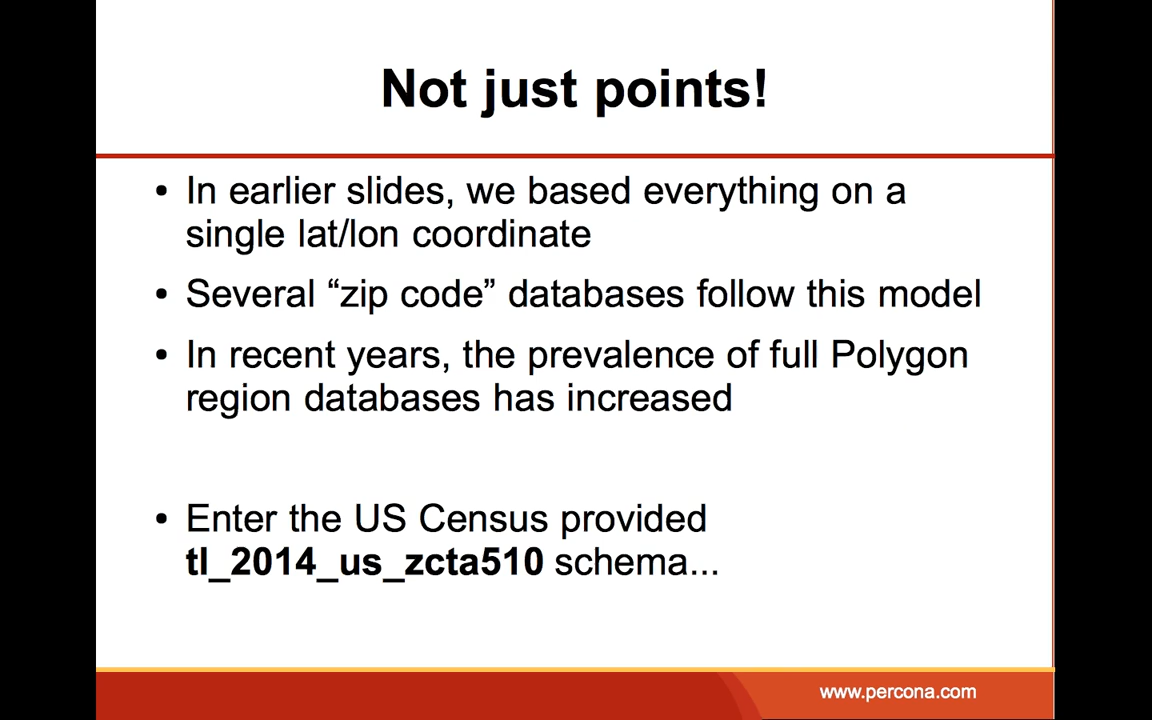 Not just points!
• In earlier slides, we based everything on a
single lat/lon coordinate
• Several “zip code” databases follow this model
• In recent years, the prevalence of full Polygon
region databases has increased
• Enter the US Census provided
tl_2014_us_zcta510 schema...
www.percona.com